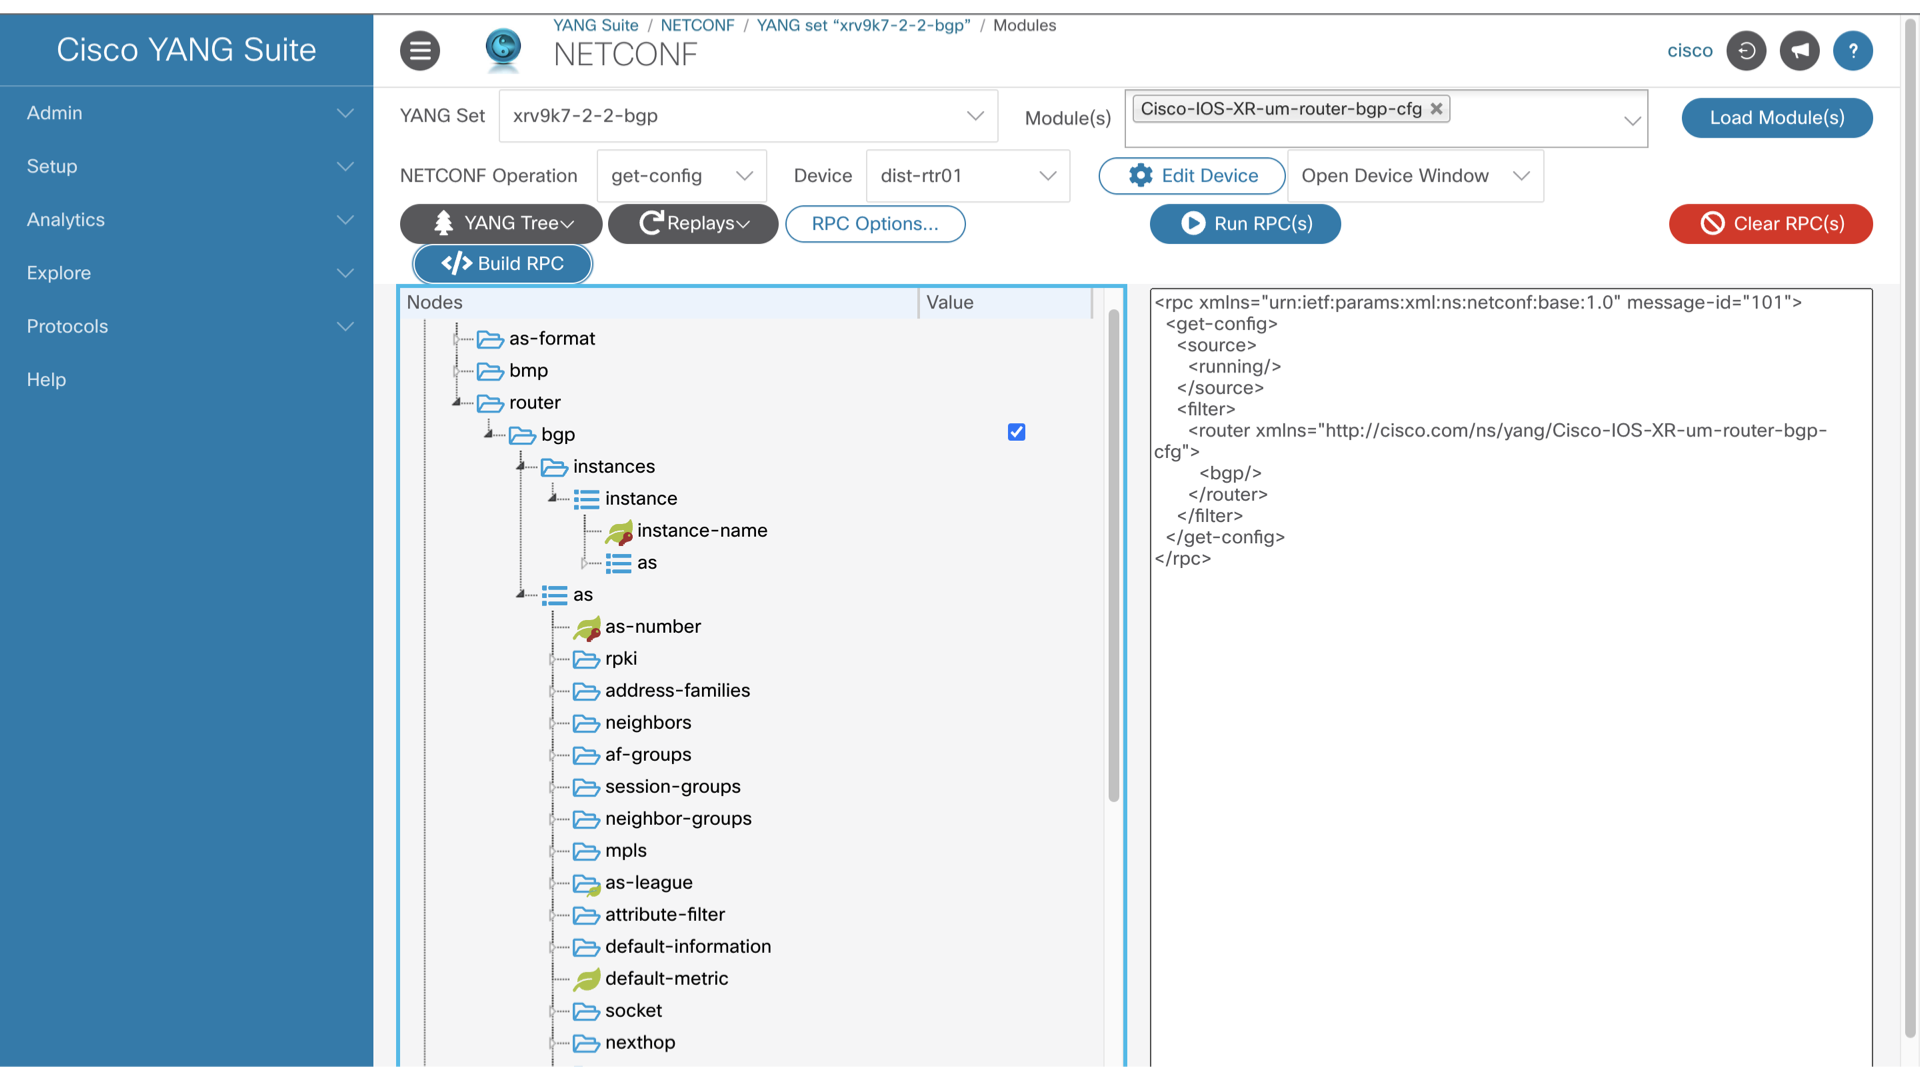 Cisco YANG Suite
Admin
Setup
Analytics
Explore
Protocols
Help
YANG Suite / NETCONF / YANG set “xrv9k7-2-2-bgp” / Modules
NETCONF
cisco
?
YANG Set
xrv9k7-2-2-bgp
Module(s)
Cisco-IOS-XR-um-router-bgp-cfg ×
Load Module(s)
NETCONF Operation
get-config
Device
dist-rtr01
Edit Device
Open Device Window
YANG Tree
Replays
RPC Options...
Run RPC(s)
Clear RPC(s)
</> Build RPC
Nodes
Value
as-format
bmp
router
bgp
instances
instance
instance-name
as
as
as-number
rpki
address-families
neighbors
af-groups
session-groups
neighbor-groups
mpls
as-league
attribute-filter
default-information
default-metric
socket
nexthop
<rpc xmlns="urn:ietf:params:xml:ns:netconf:base:1.0" message-id="101">
<get-config>
<source>
<running/>
</source>
<filter>
<router xmlns="http://cisco.com/ns/yang/Cisco-IOS-XR-um-router-bgp-
cfg">
<bgp/>
</router>
</filter>
</get-config>
</rpc>